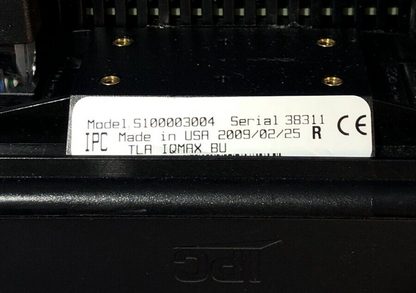 Model S100003004 Serial 38311
IPC Made in USA 2009/02/25 R CE
TLA IQMAX BU
IPC